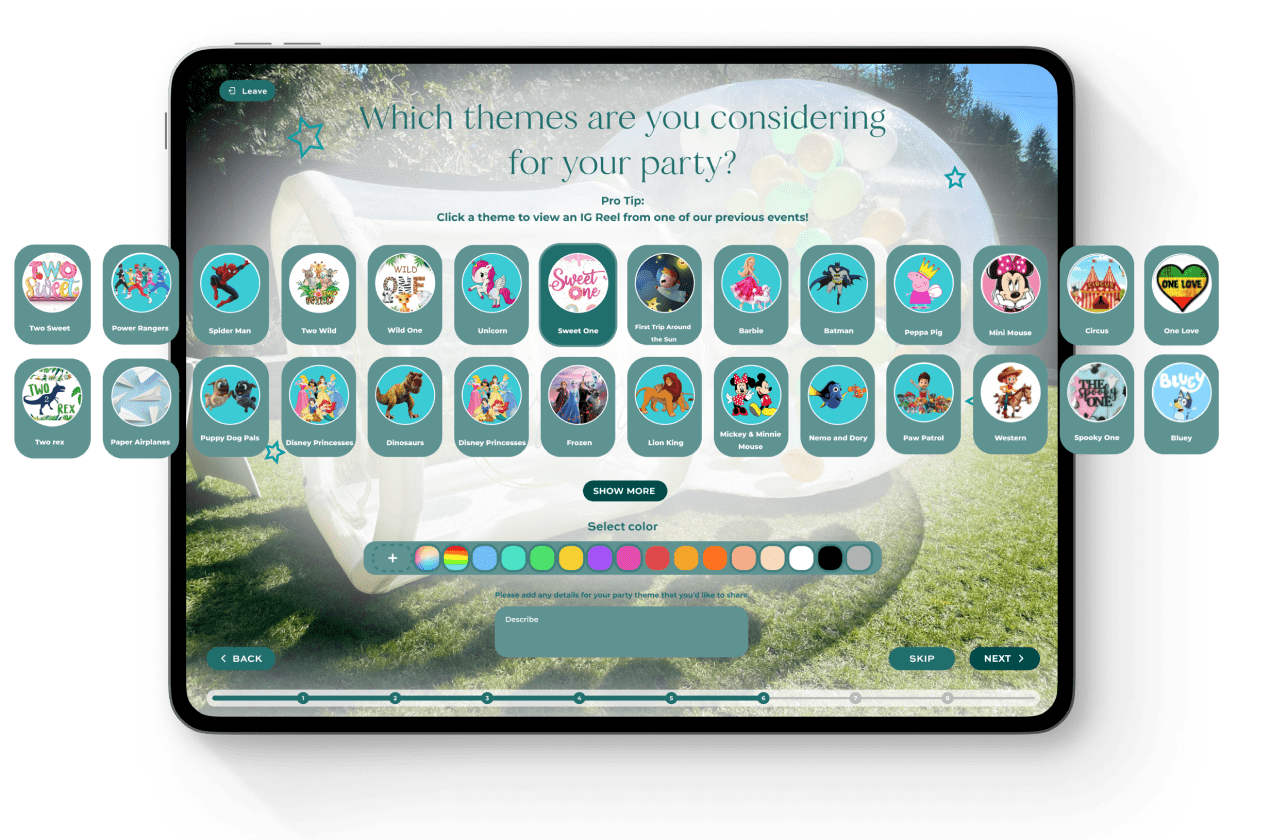 Leave
Which themes are you considering
for your party?
Pro Tip:
Click a theme to view an IG Reel from one of our previous events!
TWO
Sweet
WILD
ONE
Sweet
One
CIRCUS
ONE LOVE
Two Sweet
Power Rangers
Spider Man
Two Wild
Wild One
Unicorn
Sweet One
First Trip Around
the Sun
Barbie
Batman
Peppa Pig
Mini Mouse
Circus
One Love
TWO
2
REX
THE
Spooky
ONE
BLUEY
Two rex
Paper Airplanes
Puppy Dog Pals
Disney Princesses
Dinosaurs
Disney Princesses
Frozen
Lion King
Mickey & Minnie
Mouse
Nemo and Dory
Paw Patrol
Western
Spooky One
Bluey
SHOW MORE
Select color
+
Please add any details for your party theme that you'd like to share.
Describe
BACK
SKIP
NEXT
1
2
3
4
5
6
7
8